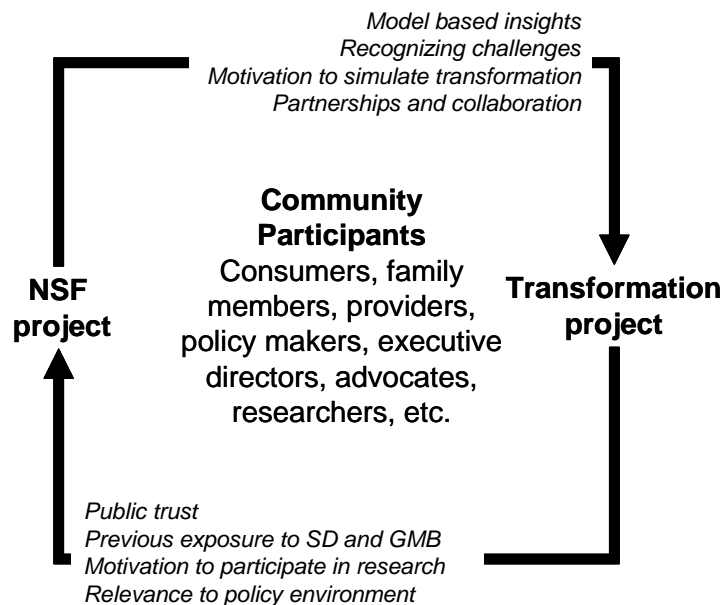 Model based insights
Recognizing challenges
Motivation to simulate transformation
Partnerships and collaboration
Community
Participants
Consumers, family
members, providers,
policy makers, executive
directors, advocates,
researchers, etc.
NSF
project
Transformation
project
Public trust
Previous exposure to SD and GMB
Motivation to participate in research
Relevance to policy environment